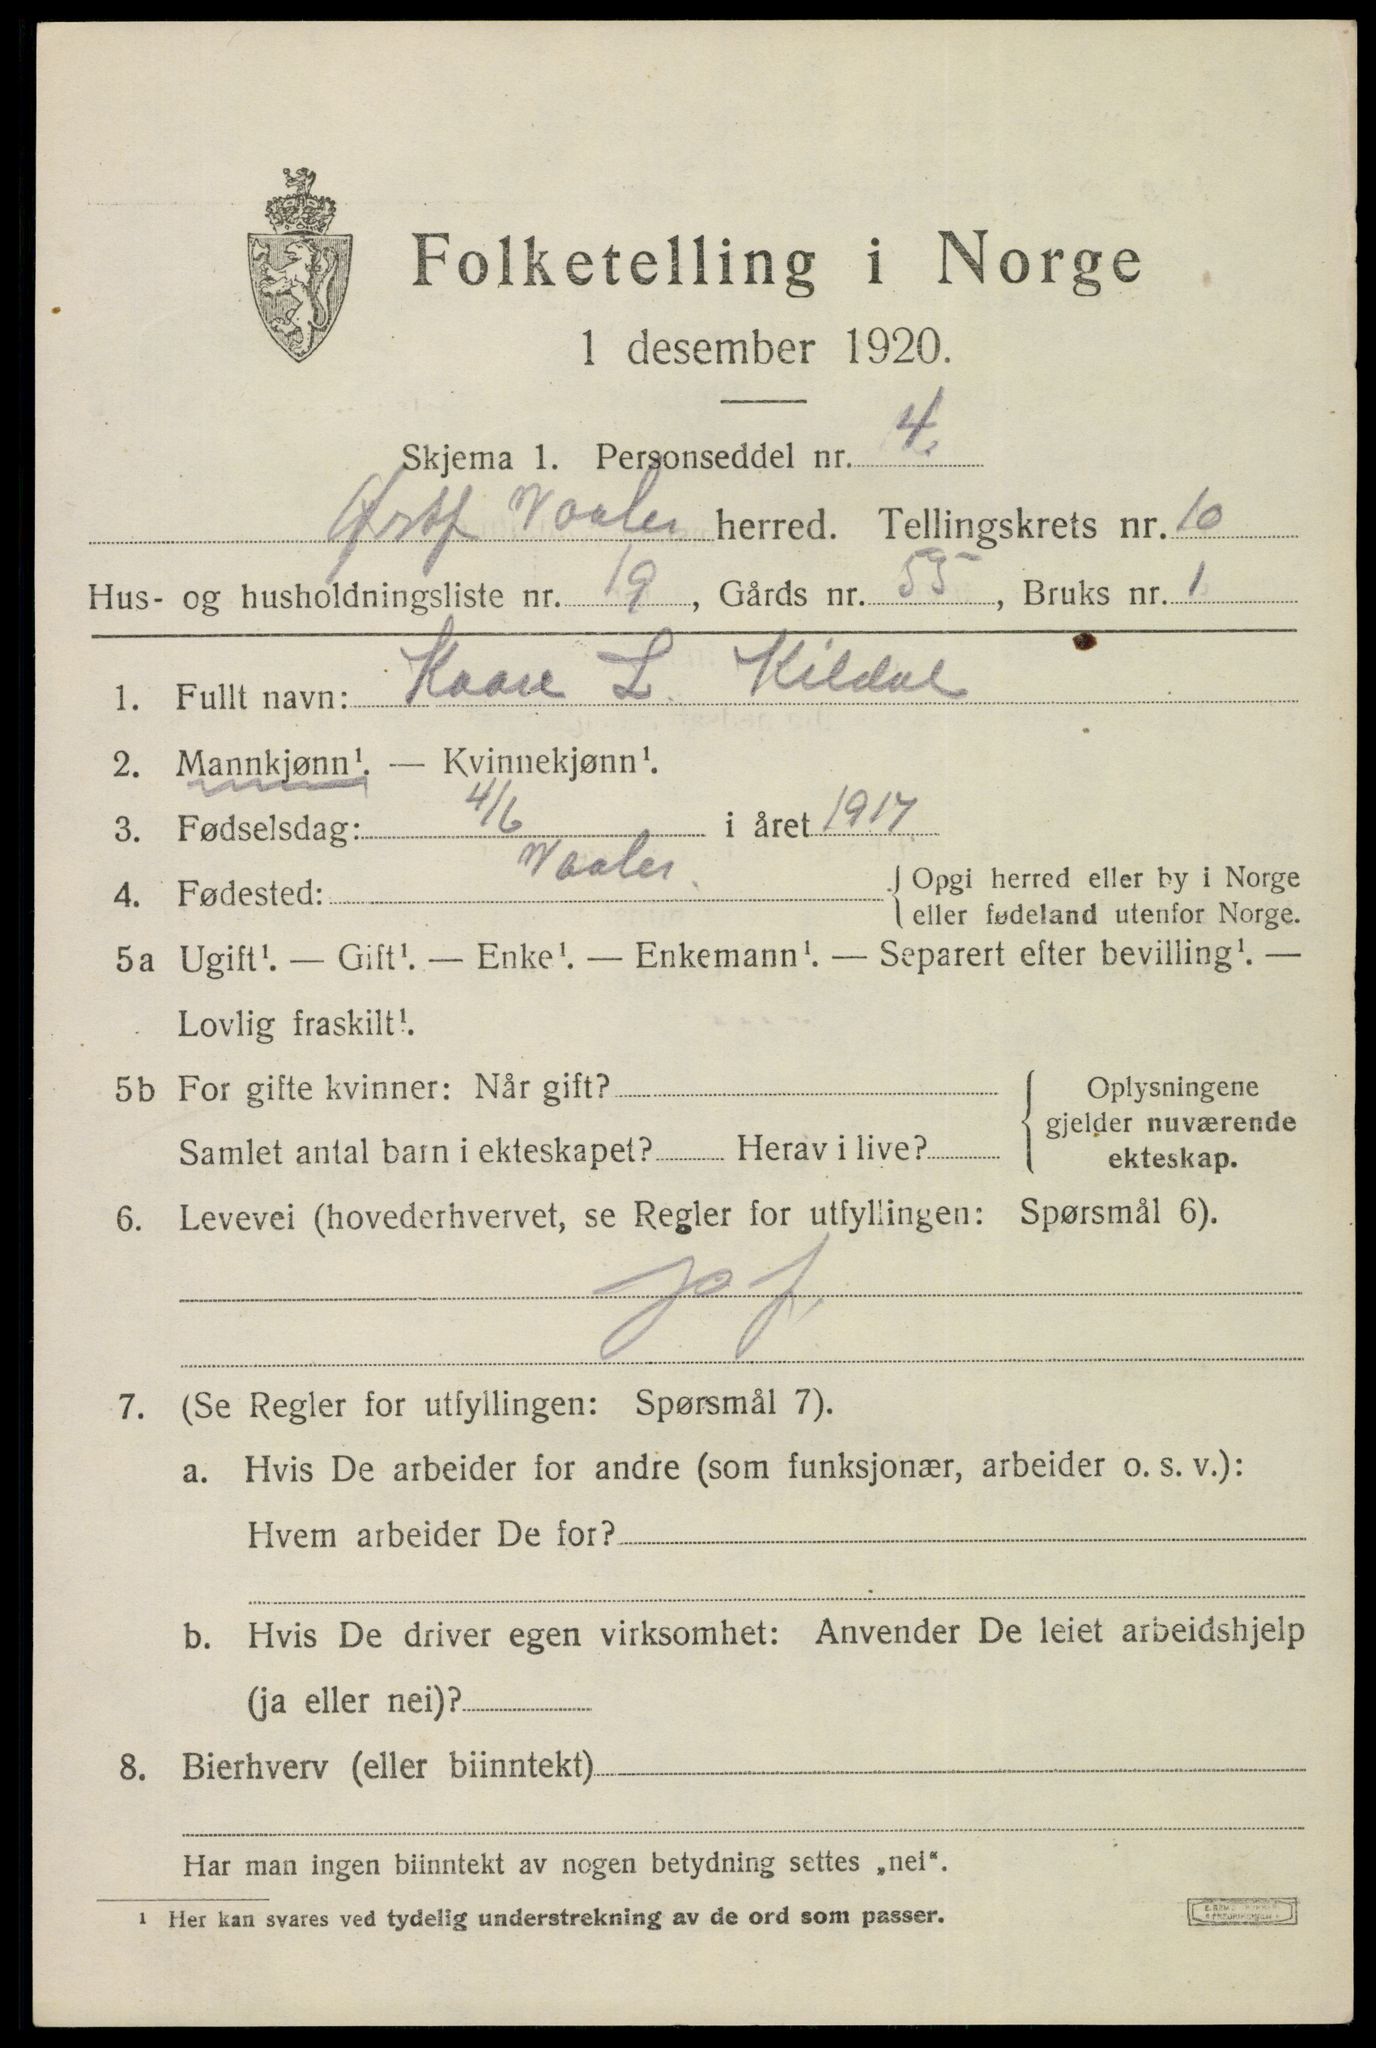 Folketelling i Norge
1 desember 1920.
Skjema 1. Personseddel nr. 4.
Østf Vaaler herred. Tellingskrets nr. 10
Hus- og husholdningsliste nr. 19, Gårds nr. 55, Bruks nr. 1
1. Fullt navn: Kaare L. Kildal
2. Mannkjønn¹. — Kvinnekjønn¹.
3. Fødselsdag: 4/6 i året 1917.
4. Fødested: Vaaler. { Opgi herred eller by i Norge
eller fødeland utenfor Norge.
5a Ugift¹. — Gift¹. — Enke¹. — Enkemann¹. — Separert efter bevilling¹. —
Lovlig fraskilt¹.
5b For gifte kvinner: Når gift? { Oplysningene
gjelder nuværende
Samlet antal barn i ekteskapet? Herav i live? ekteskap.
6. Levevei (hovederhvervet, se Regler for utfyllingen: Spørsmål 6).
7. (Se Regler for utfyllingen: Spørsmål 7).
a. Hvis De arbeider for andre (som funksjonær, arbeider o. s. v.):
Hvem arbeider De for?
b. Hvis De driver egen virksomhet: Anvender De leiet arbeidshjelp
(ja eller nei)?
8. Bierhverv (eller biinntekt)
Har man ingen biinntekt av nogen betydning settes „nei“.
¹ Her kan svares ved tydelig understrekning av de ord som passer.